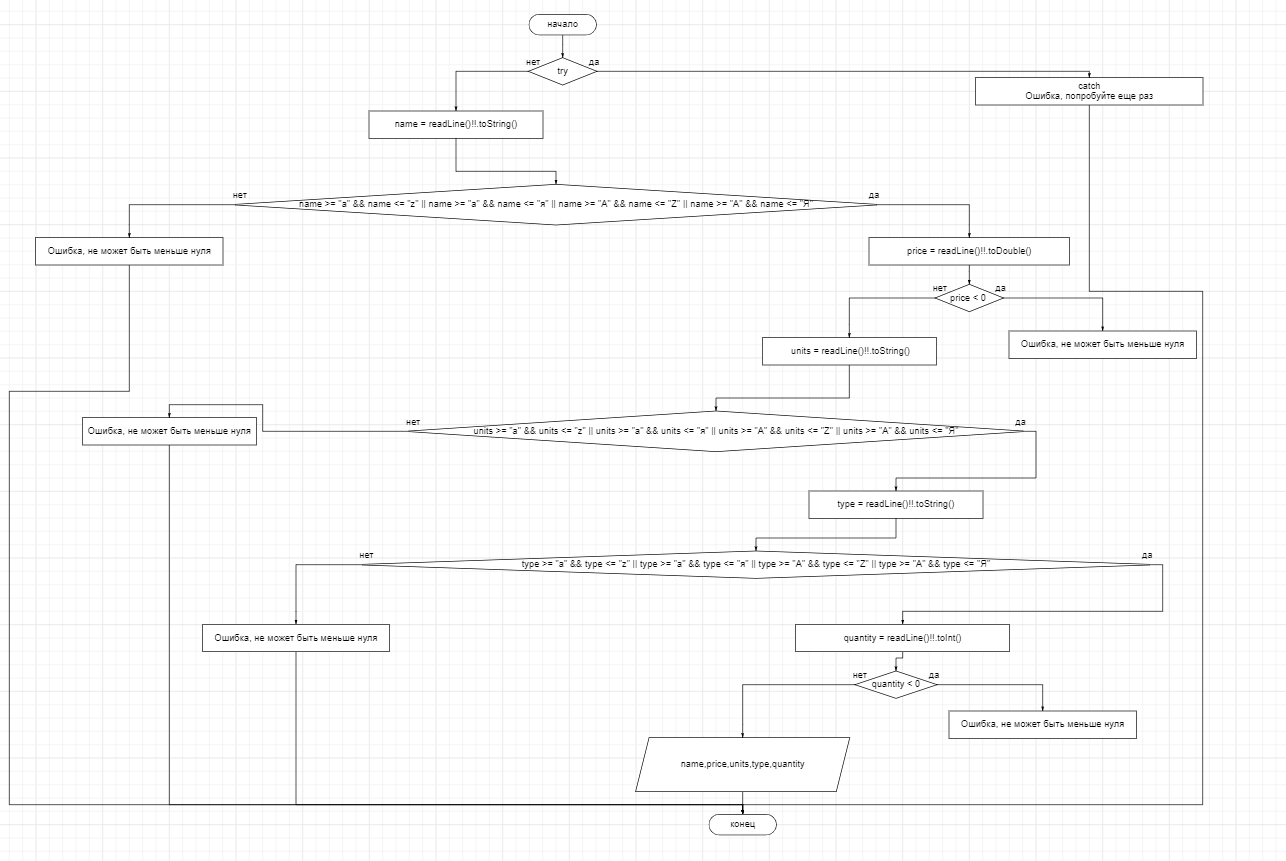 начало
нет
да
try
catch
Ошибка, попробуйте еще раз
name = readLine()!!.toString()
нет
да
name >= "a" && name <= "z" || name >= "а" && name <= "я" || name >= "A" && name <= "Z" || name >= "А" && name <= "Я"
Ошибка, не может быть меньше нуля
price = readLine()!!.toDouble()
нет
да
price < 0
units = readLine()!!.toString()
Ошибка, не может быть меньше нуля
нет
да
Ошибка, не может быть меньше нуля
units >= "a" && units <= "z" || units >= "а" && units <= "я" || units >= "A" && units <= "Z" || units >= "А" && units <= "Я"
type = readLine()!!.toString()
нет
да
type >= "a" && type <= "z" || type >= "а" && type <= "я" || type >= "A" && type <= "Z" || type >= "А" && type <= "Я"
Ошибка, не может быть меньше нуля
quantity = readLine()!!.toInt()
нет
да
quantity < 0
Ошибка, не может быть меньше нуля
name,price,units,type,quantity
конец